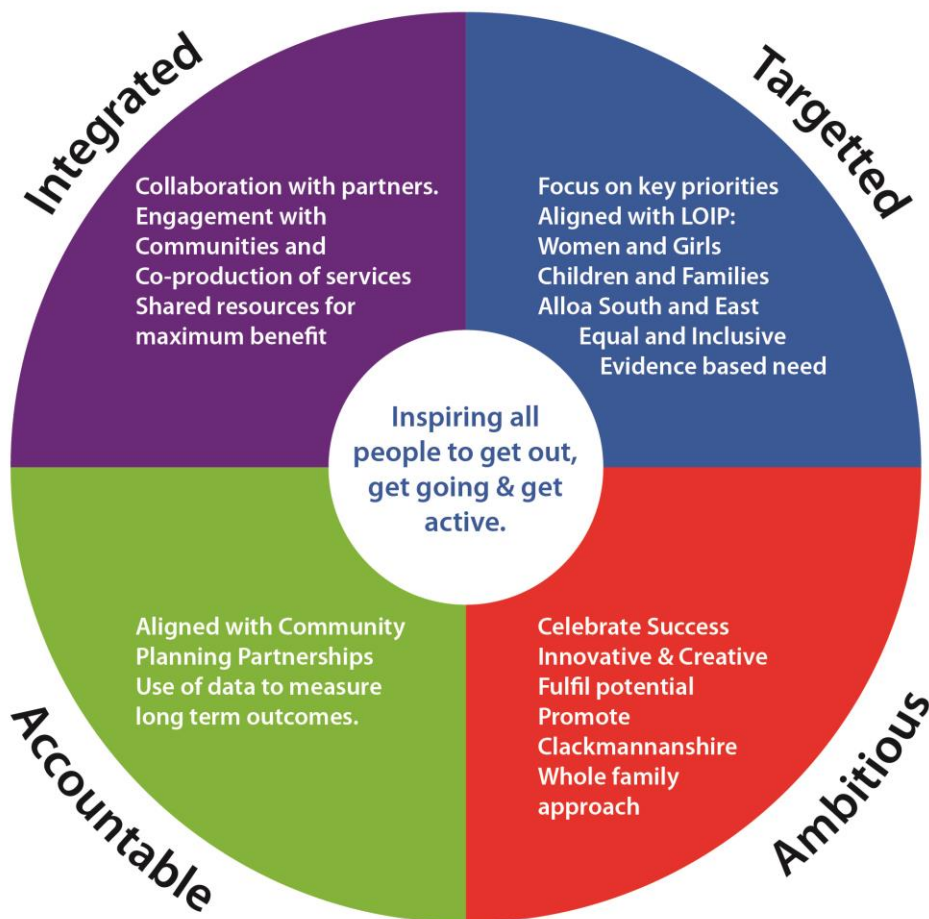 Integrated
Collaboration with partners.
Engagement with
Communities and
Co-production of services
Shared resources for
maximum benefit
Targetted
Focus on key priorities
Aligned with LOIP:
Women and Girls
Children and Families
Alloa South and East
Equal and Inclusive
Evidence based need
Inspiring all
people to get out,
get going & get
active.
Accountable
Aligned with Community
Planning Partnerships
Use of data to measure
long term outcomes.
Ambitious
Celebrate Success
Innovative & Creative
Fulfil potential
Promote
Clackmannanshire
Whole family
approach